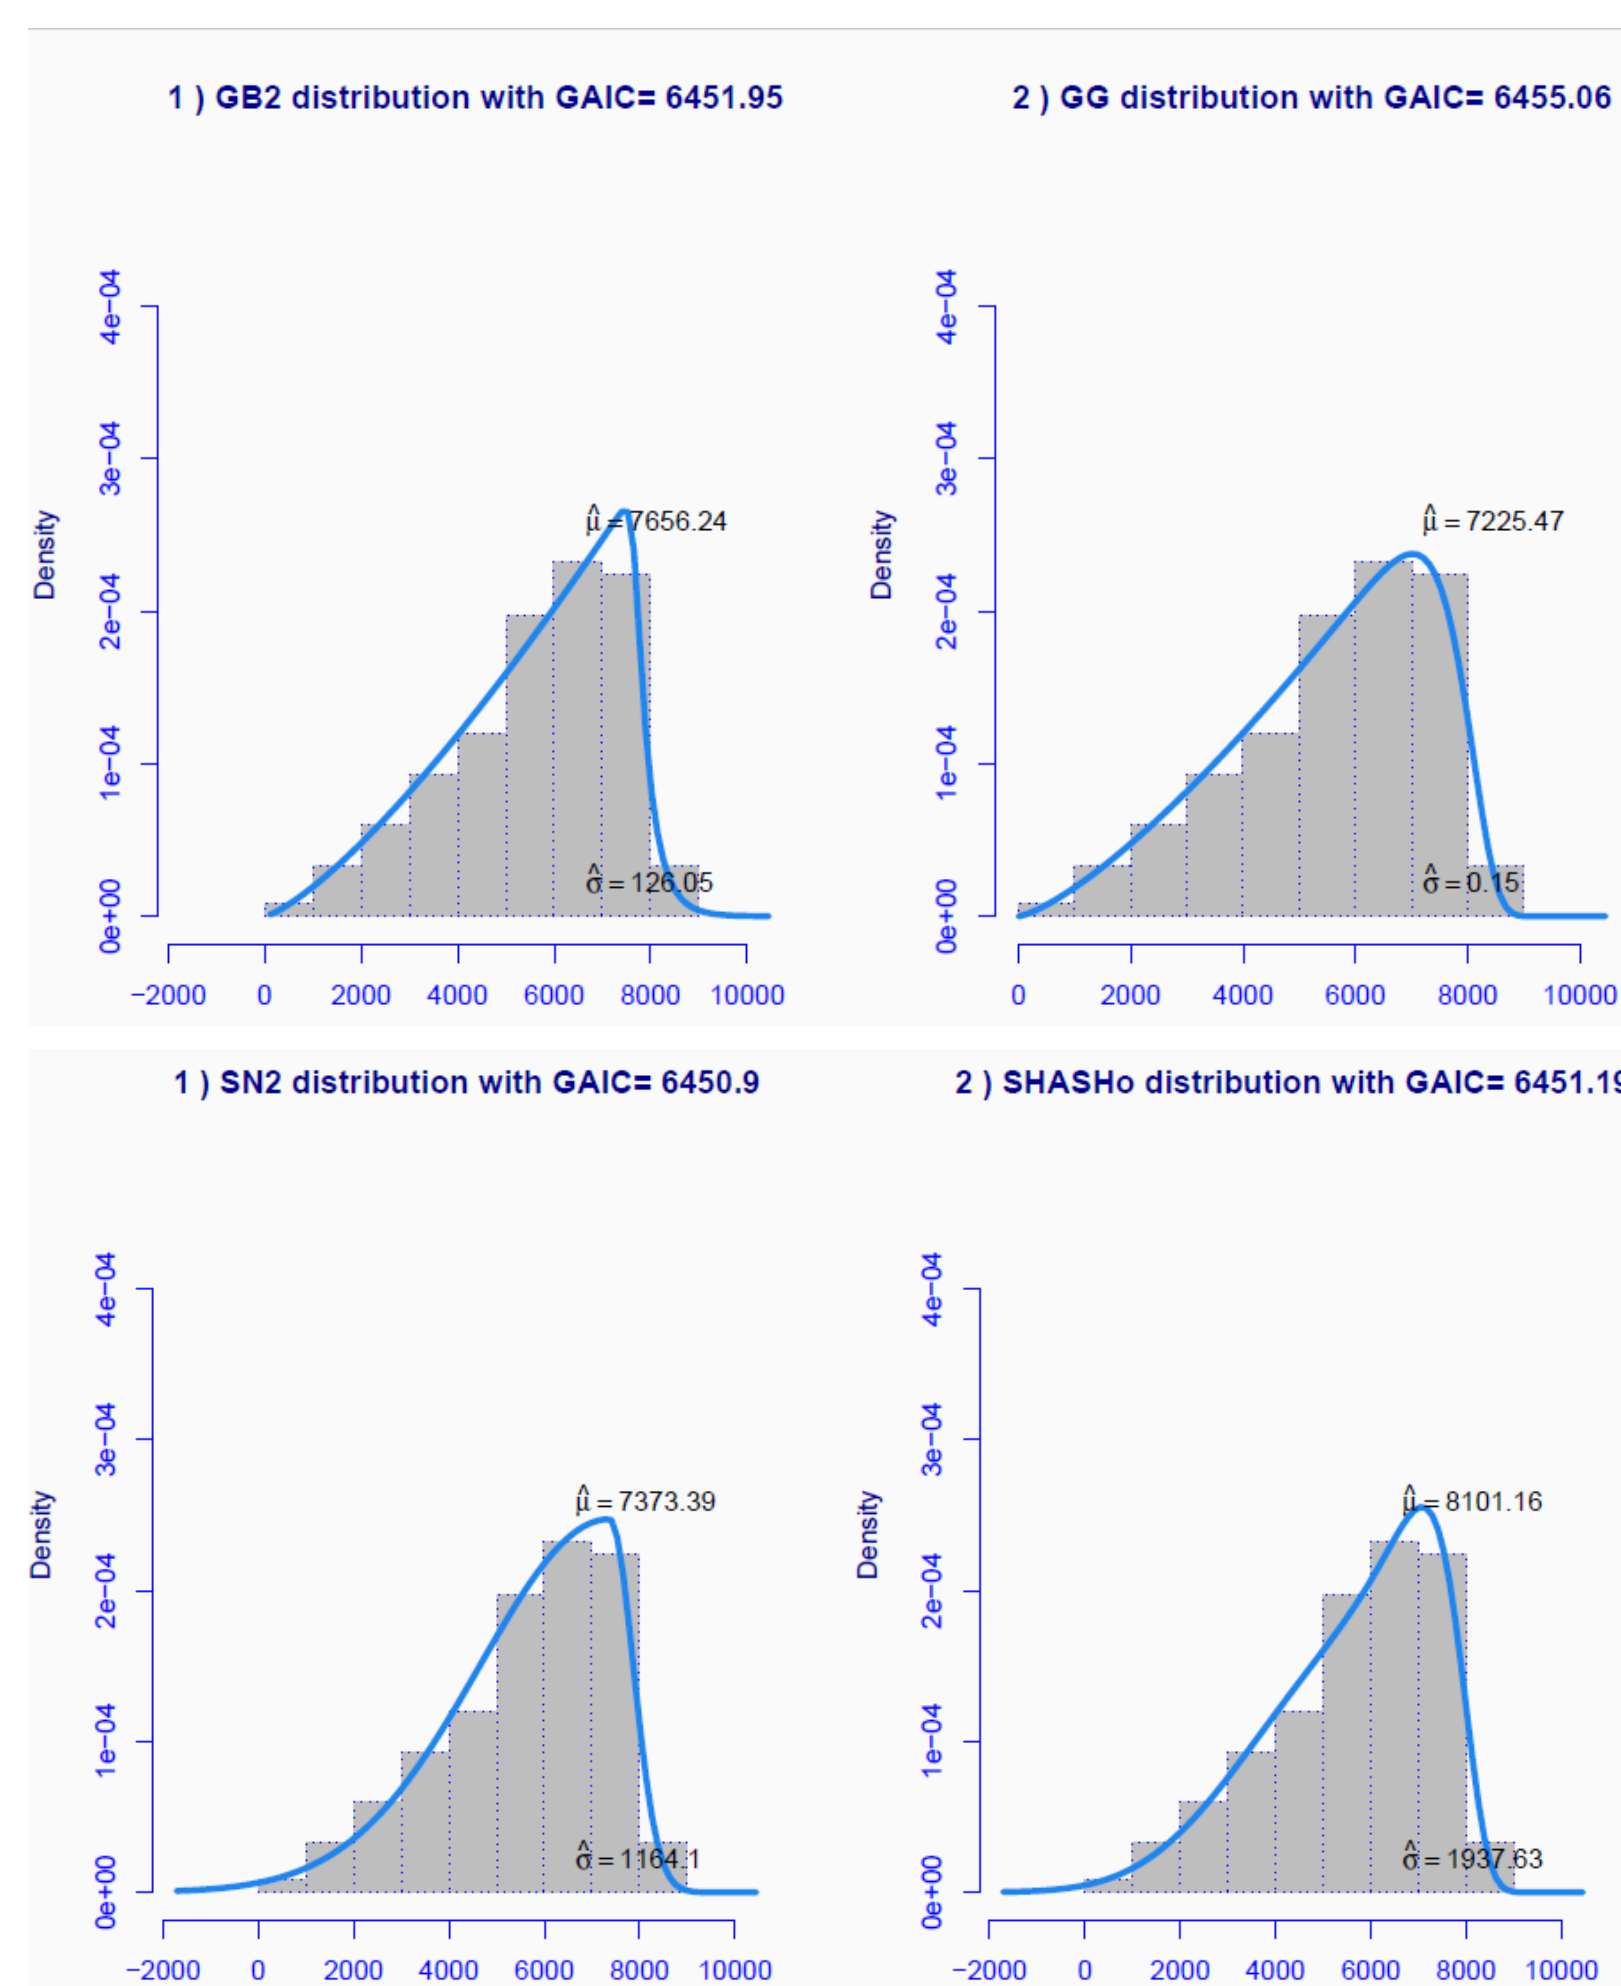 1 ) GB2 distribution with GAIC= 6451.95
2 ) GG distribution with GAIC= 6455.06
Density
0e+00 1e−04 2e−04 3e−04 4e−04
μ̂ = 7656.24
σ̂ = 126.05
−2000 0 2000 4000 6000 8000 10000
Density
0e+00 1e−04 2e−04 3e−04 4e−04
μ̂ = 7225.47
σ̂ = 0.15
0 2000 4000 6000 8000 10000
1 ) SN2 distribution with GAIC= 6450.9
2 ) SHASHo distribution with GAIC= 6451.19
Density
0e+00 1e−04 2e−04 3e−04 4e−04
μ̂ = 7373.39
σ̂ = 1164.1
−2000 0 2000 4000 6000 8000 10000
Density
0e+00 1e−04 2e−04 3e−04 4e−04
μ̂ = 8101.16
σ̂ = 1937.63
−2000 0 2000 4000 6000 8000 10000